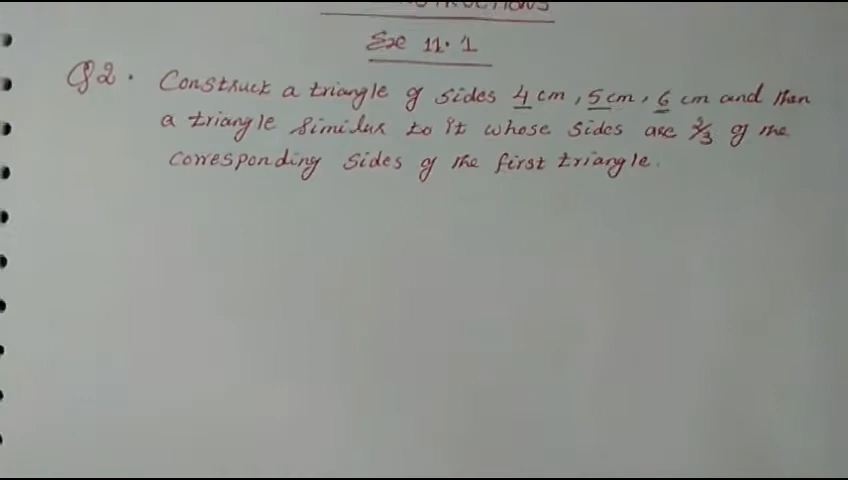 Ex 11.1
Q2. Construct a triangle of sides 4 cm, 5 cm, 6 cm and then
a triangle similar to it whose sides are 2/3 of the
corresponding sides of the first triangle.